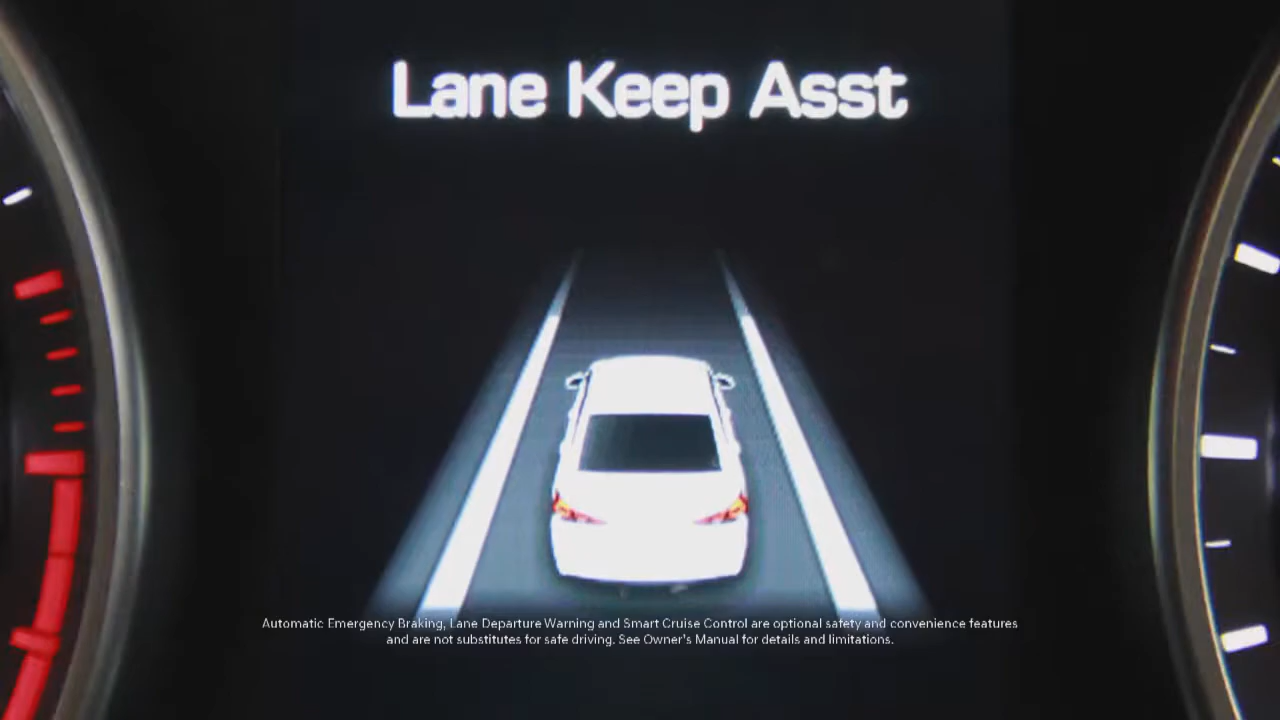 Lane Keep Asst
Automatic Emergency Braking, Lane Departure Warning and Smart Cruise Control are optional safety and convenience features
and are not substitutes for safe driving. See Owner's Manual for details and limitations.